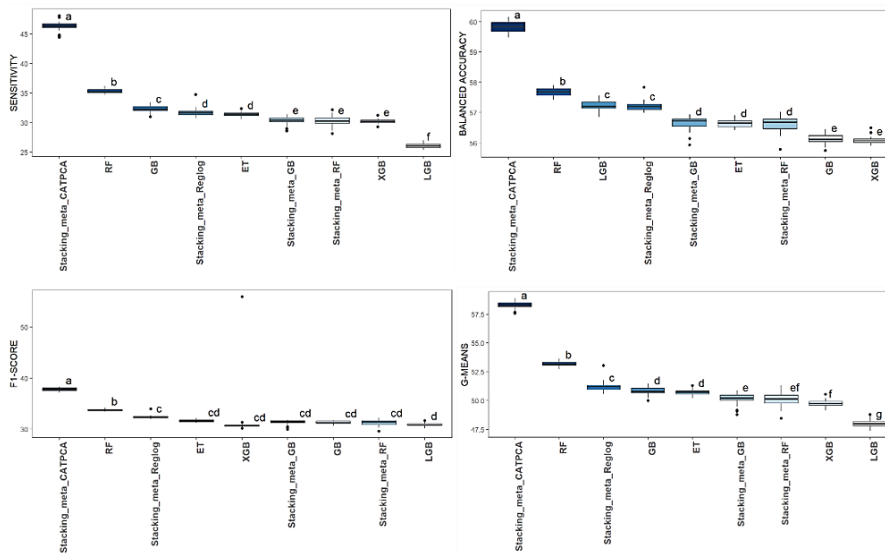 SENSITIVITY
45
40
35
30
25
a
b
c
d
d
e
e
e
f
Stacking_meta_CATPCA
RF
GB
Stacking_meta_Reglog
ET
Stacking_meta_GB
Stacking_meta_RF
XGB
LGB
BALANCED ACCURACY
60
59
58
57
56
a
b
c
c
d
d
d
e
e
Stacking_meta_CATPCA
RF
LGB
Stacking_meta_Reglog
Stacking_meta_GB
ET
Stacking_meta_RF
GB
XGB
F1-SCORE
50
40
30
a
b
c
cd
cd
cd
cd
cd
d
Stacking_meta_CATPCA
RF
Stacking_meta_Reglog
ET
XGB
Stacking_meta_GB
GB
Stacking_meta_RF
LGB
G-MEANS
57.5
55.0
52.5
50.0
47.5
a
b
c
d
d
e
ef
f
g
Stacking_meta_CATPCA
RF
Stacking_meta_Reglog
GB
ET
Stacking_meta_GB
Stacking_meta_RF
XGB
LGB